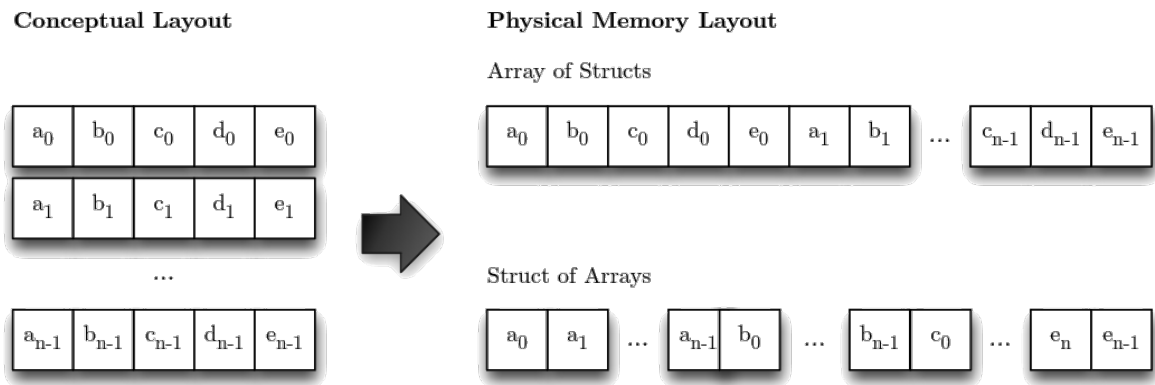 Conceptual Layout
Physical Memory Layout
Array of Structs
a0 b0 c0 d0 e0
a0 b0 c0 d0 e0 a1 b1 ... cn-1 dn-1 en-1
a1 b1 c1 d1 e1
...
Struct of Arrays
an-1 bn-1 cn-1 dn-1 en-1
a0 a1 ... an-1 b0 ... bn-1 c0 ... en en-1